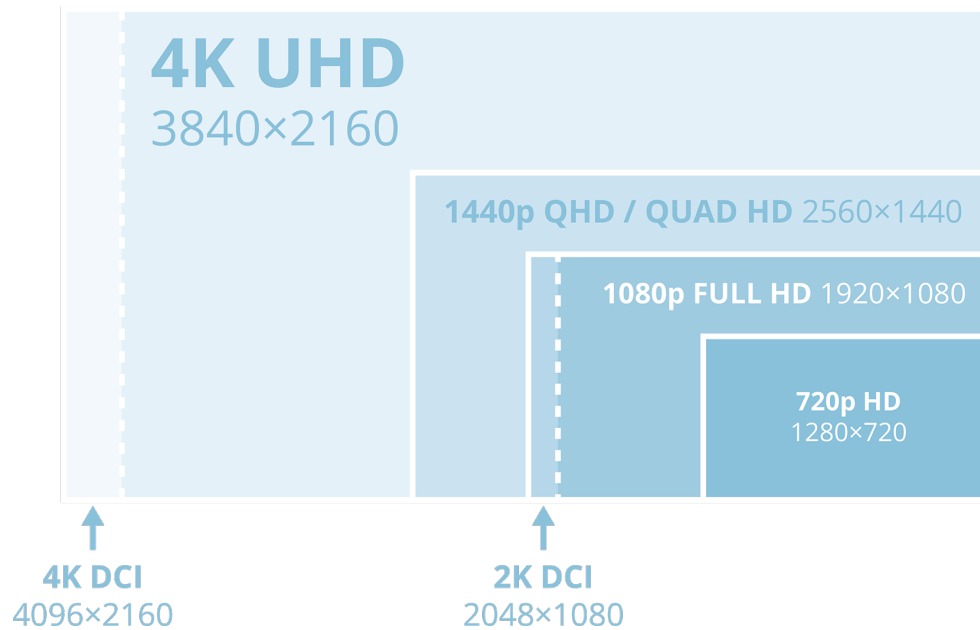 4K UHD
3840×2160
1440p QHD / QUAD HD 2560×1440
1080p FULL HD 1920×1080
720p HD
1280×720
4K DCI
4096×2160
2K DCI
2048×1080